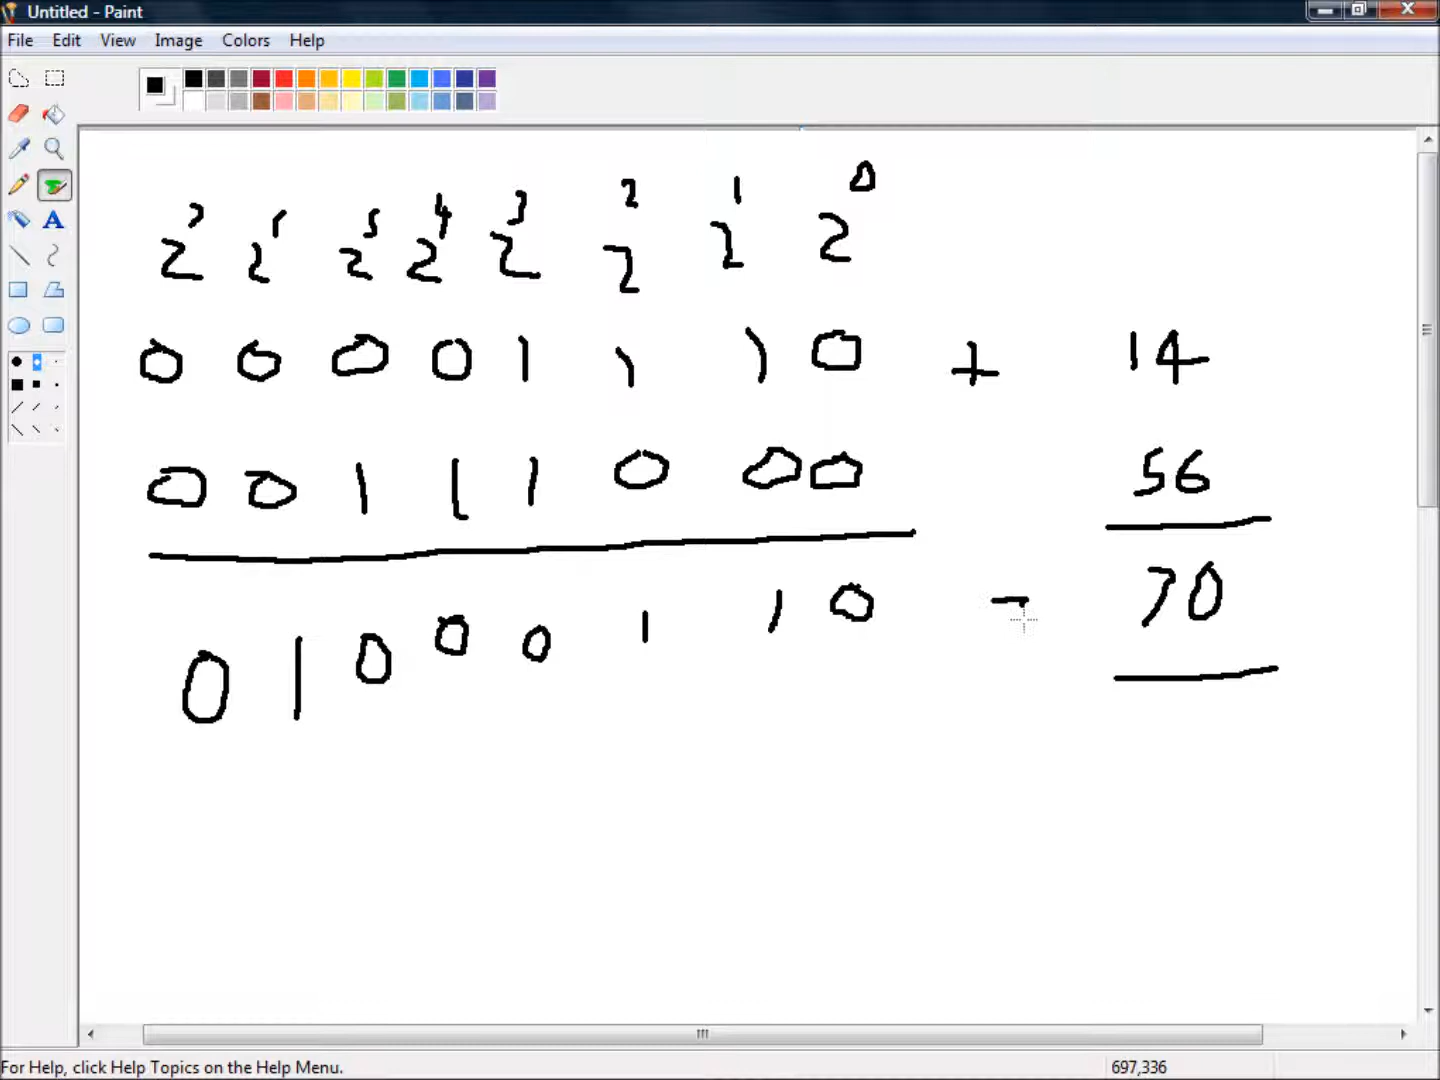 Untitled - Paint
File Edit View Image Colors Help
7 5 4 3 2 1 0
2 2 2 2 2 2 2 2
0 0 0 0 1 1 1 0 + 14
0 0 1 1 1 0 0 0 56
0 1 0 0 0 1 1 0 - 70
For Help, click Help Topics on the Help Menu. 697,336